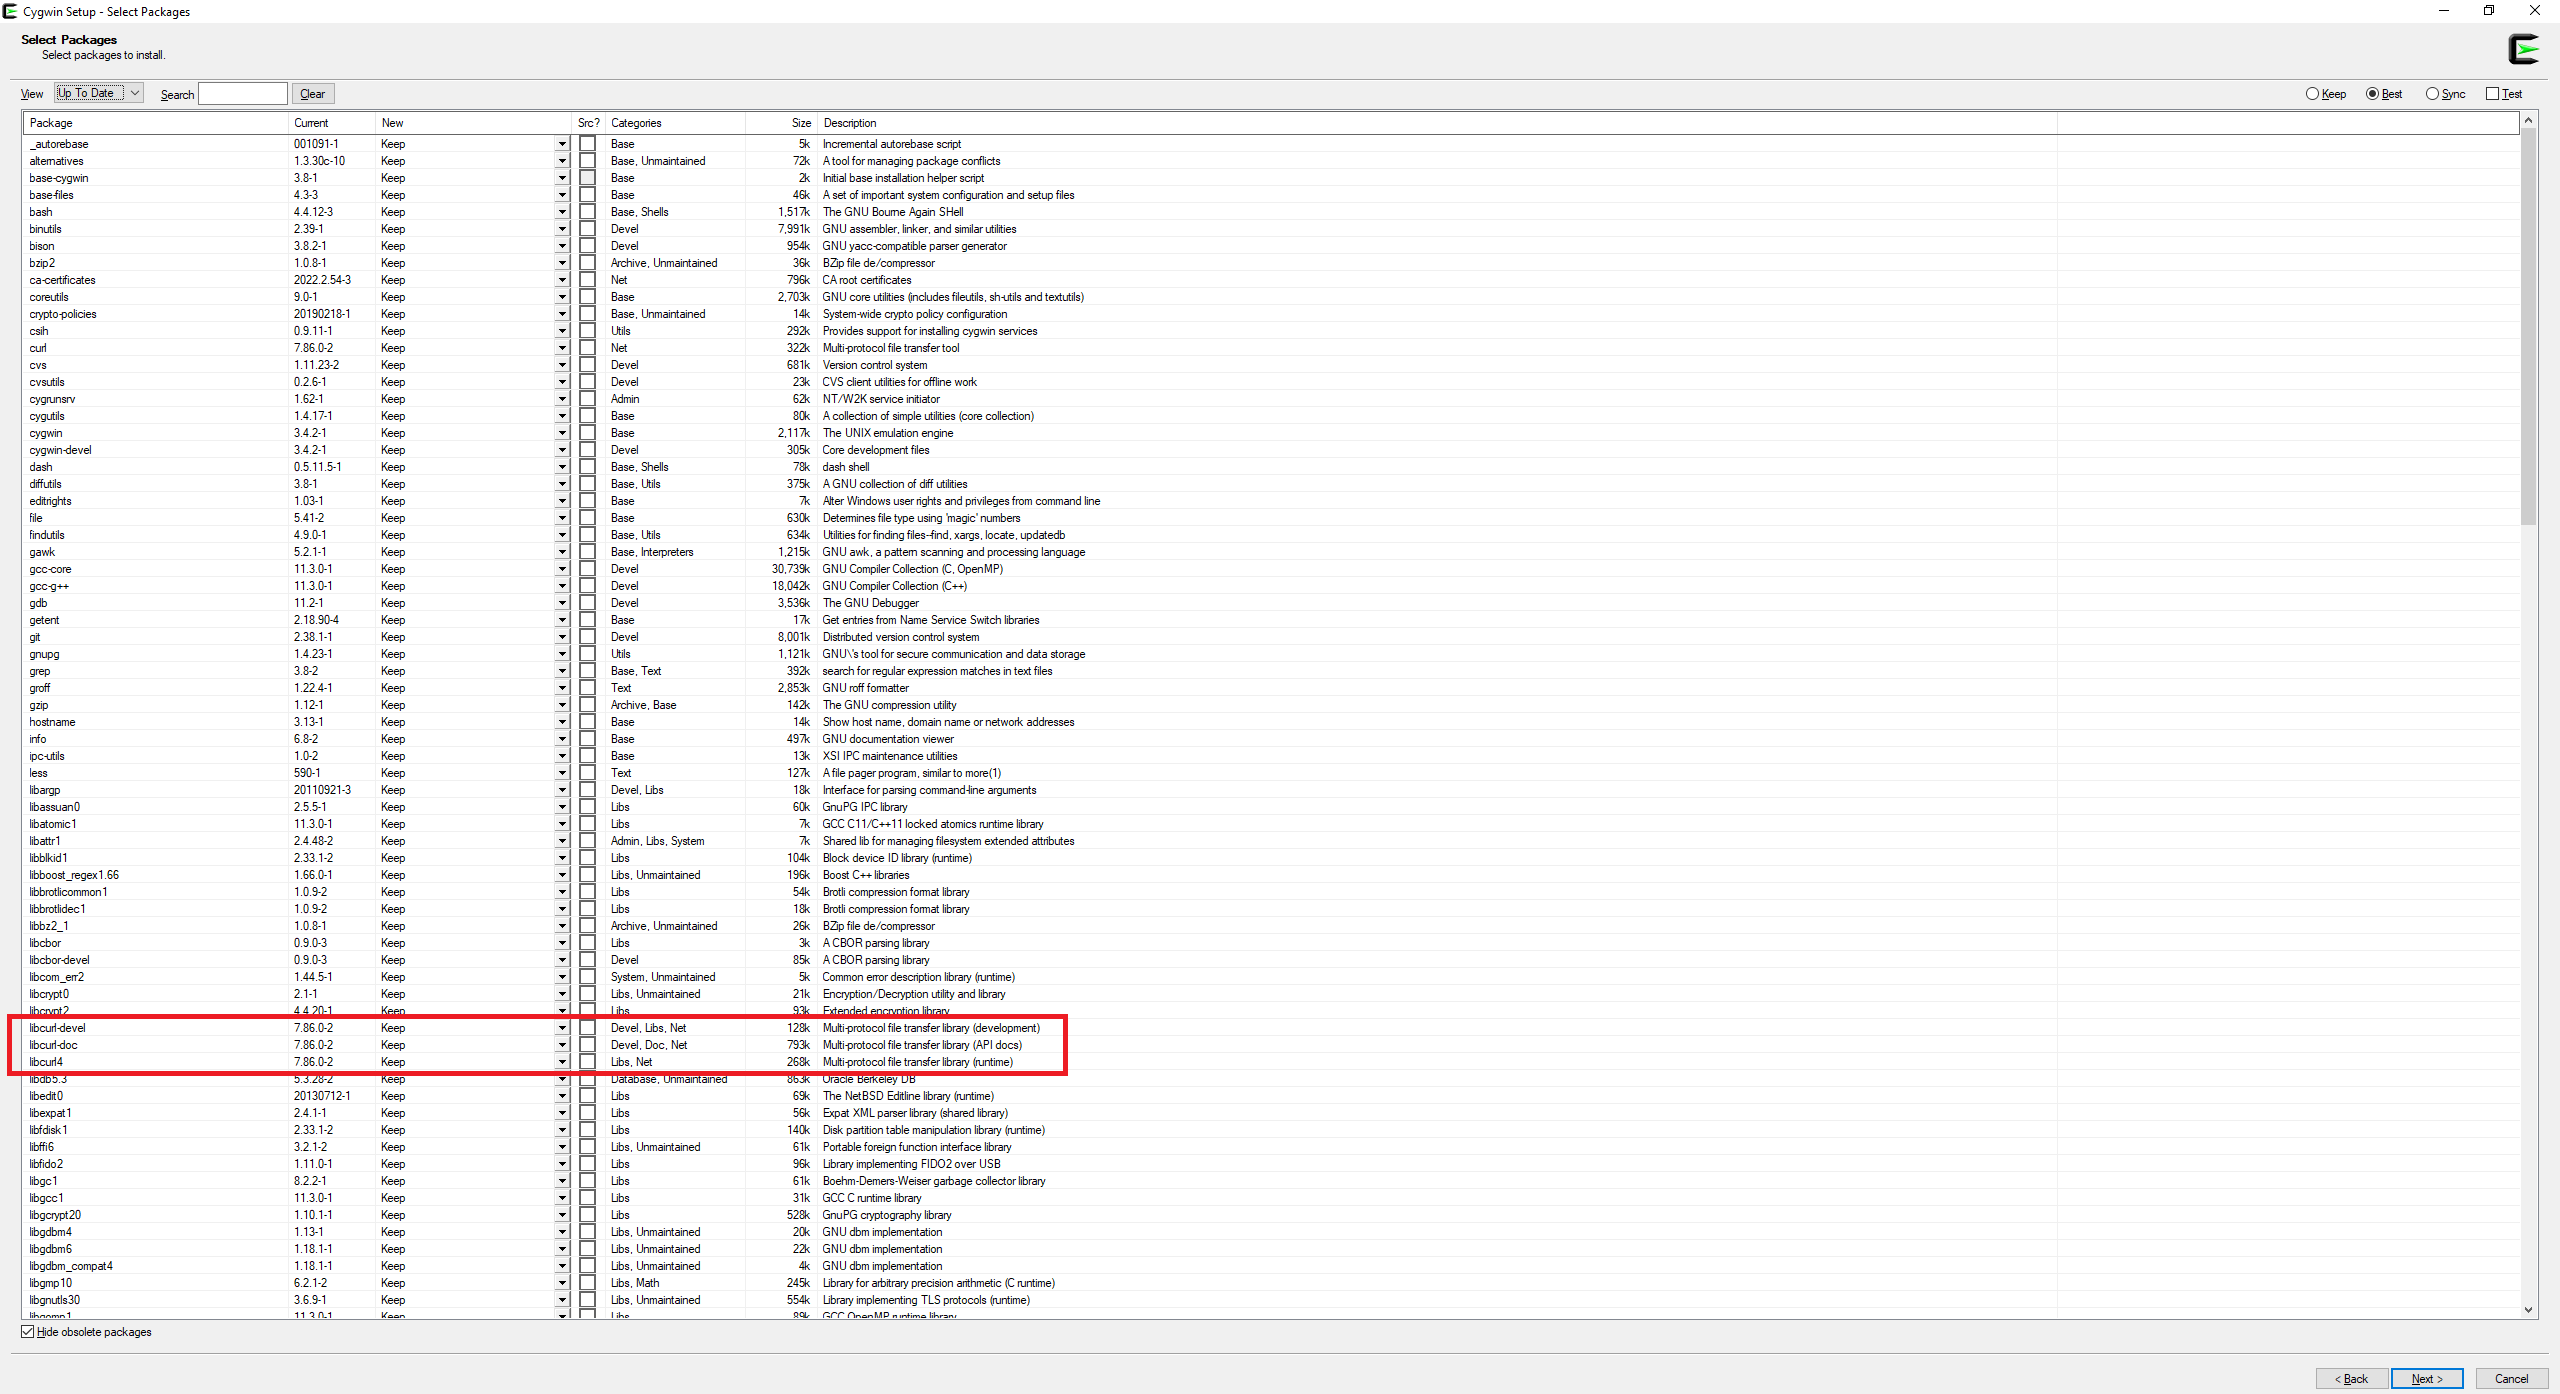 Cygwin Setup - Select Packages
Select Packages
Select packages to install.
View Up To Date Search Clear Keep Best Sync Test
Package Current New Src? Categories Size Description
_autorebase 001091-1 Keep Base 5k Incremental autorebase script
alternatives 1.3.30c-10 Keep Base, Unmaintained 72k A tool for managing package conflicts
base-cygwin 3.8-1 Keep Base 2k Initial base installation helper script
base-files 4.3-3 Keep Base 46k A set of important system configuration and setup files
bash 4.4.12-3 Keep Base, Shells 1,517k The GNU Bourne Again SHell
binutils 2.39-1 Keep Devel 7,991k GNU assembler, linker, and similar utilities
bison 3.8.2-1 Keep Devel 954k GNU yacc-compatible parser generator
bzip2 1.0.8-1 Keep Archive, Unmaintained 36k BZip file de/compressor
ca-certificates 2022.2.54-3 Keep Net 796k CA root certificates
coreutils 9.0-1 Keep Base 2,703k GNU core utilities (includes fileutils, sh-utils and textutils)
crypto-policies 20190218-1 Keep Base, Unmaintained 14k System-wide crypto policy configuration
csih 0.9.11-1 Keep Utils 292k Provides support for installing cygwin services
curl 7.86.0-2 Keep Net 322k Multi-protocol file transfer tool
cvs 1.11.23-2 Keep Devel 681k Version control system
cvsutils 0.2.6-1 Keep Devel 23k CVS client utilities for offline work
cygrunsrv 1.62-1 Keep Admin 62k NT/W2K service initiator
cygutils 1.4.17-1 Keep Base 80k A collection of simple utilities (core collection)
cygwin 3.4.2-1 Keep Base 2,117k The UNIX emulation engine
cygwin-devel 3.4.2-1 Keep Devel 305k Core development files
dash 0.5.11.5-1 Keep Base, Shells 78k dash shell
diffutils 3.8-1 Keep Base, Utils 375k A GNU collection of diff utilities
editrights 1.03-1 Keep Base 7k Alter Windows user rights and privileges from command line
file 5.41-2 Keep Base 630k Determines file type using 'magic' numbers
findutils 4.9.0-1 Keep Base, Utils 634k Utilities for finding files--find, xargs, locate, updatedb
gawk 5.2.1-1 Keep Base, Interpreters 1,215k GNU awk, a pattern scanning and processing language
gcc-core 11.3.0-1 Keep Devel 30,739k GNU Compiler Collection (C, OpenMP)
gcc-g++ 11.3.0-1 Keep Devel 18,042k GNU Compiler Collection (C++)
gdb 11.2-1 Keep Devel 3,536k The GNU Debugger
getent 2.18.90-4 Keep Base 17k Get entries from Name Service Switch libraries
git 2.38.1-1 Keep Devel 8,001k Distributed version control system
gnupg 1.4.23-1 Keep Utils 1,121k GNU\'s tool for secure communication and data storage
grep 3.8-2 Keep Base, Text 392k search for regular expression matches in text files
groff 1.22.4-1 Keep Text 2,853k GNU roff formatter
gzip 1.12-1 Keep Archive, Base 142k The GNU compression utility
hostname 3.13-1 Keep Base 14k Show host name, domain name or network addresses
info 6.8-2 Keep Base 497k GNU documentation viewer
ipc-utils 1.0-2 Keep Base 13k XSI IPC maintenance utilities
less 590-1 Keep Text 127k A file pager program, similar to more(1)
libargp 20110921-3 Keep Devel, Libs 18k Interface for parsing command-line arguments
libassuan0 2.5.5-1 Keep Libs 60k GnuPG IPC library
libatomic1 11.3.0-1 Keep Libs 7k GCC C11/C++11 locked atomics runtime library
libattr1 2.4.48-2 Keep Admin, Libs, System 7k Shared lib for managing filesystem extended attributes
libblkid1 2.33.1-2 Keep Libs 104k Block device ID library (runtime)
libboost_regex1.66 1.66.0-1 Keep Libs, Unmaintained 196k Boost C++ libraries
libbrotlicommon1 1.0.9-2 Keep Libs 54k Brotli compression format library
libbrotlidec1 1.0.9-2 Keep Libs 18k Brotli compression format library
libbz2_1 1.0.8-1 Keep Archive, Unmaintained 26k BZip file de/compressor
libcbor 0.9.0-3 Keep Libs 3k A CBOR parsing library
libcbor-devel 0.9.0-3 Keep Devel 85k A CBOR parsing library
libcom_err2 1.44.5-1 Keep System, Unmaintained 5k Common error description library (runtime)
libcrypt0 2.1-1 Keep Libs, Unmaintained 21k Encryption/Decryption utility and library
libcrypt2 4.4.20-1 Keep Libs 93k Extended encryption library
libcurl-devel 7.86.0-2 Keep Devel, Libs, Net 128k Multi-protocol file transfer library (development)
libcurl-doc 7.86.0-2 Keep Devel, Doc, Net 793k Multi-protocol file transfer library (API docs)
libcurl4 7.86.0-2 Keep Libs, Net 268k Multi-protocol file transfer library (runtime)
libdb5.3 5.3.28-2 Keep Database, Unmaintained 863k Oracle Berkeley DB
libedit0 20130712-1 Keep Libs 69k The NetBSD Editline library (runtime)
libexpat1 2.4.1-1 Keep Libs 56k Expat XML parser library (shared library)
libfdisk1 2.33.1-2 Keep Libs 140k Disk partition table manipulation library (runtime)
libffi6 3.2.1-2 Keep Libs, Unmaintained 61k Portable foreign function interface library
libfido2 1.11.0-1 Keep Libs 96k Library implementing FIDO2 over USB
libgc1 8.2.2-1 Keep Libs 61k Boehm-Demers-Weiser garbage collector library
libgcc1 11.3.0-1 Keep Libs 31k GCC C runtime library
libgcrypt20 1.10.1-1 Keep Libs 528k GnuPG cryptography library
libgdbm4 1.13-1 Keep Libs, Unmaintained 20k GNU dbm implementation
libgdbm6 1.18.1-1 Keep Libs, Unmaintained 22k GNU dbm implementation
libgdbm_compat4 1.18.1-1 Keep Libs, Unmaintained 4k GNU dbm implementation
libgmp10 6.2.1-2 Keep Libs, Math 245k Library for arbitrary precision arithmetic (C runtime)
libgnutls30 3.6.9-1 Keep Libs, Unmaintained 554k Library implementing TLS protocols (runtime)
libgomp1 11.3.0-1 Keep Libs 89k GCC OpenMP runtime library
Hide obsolete packages
< Back Next > Cancel